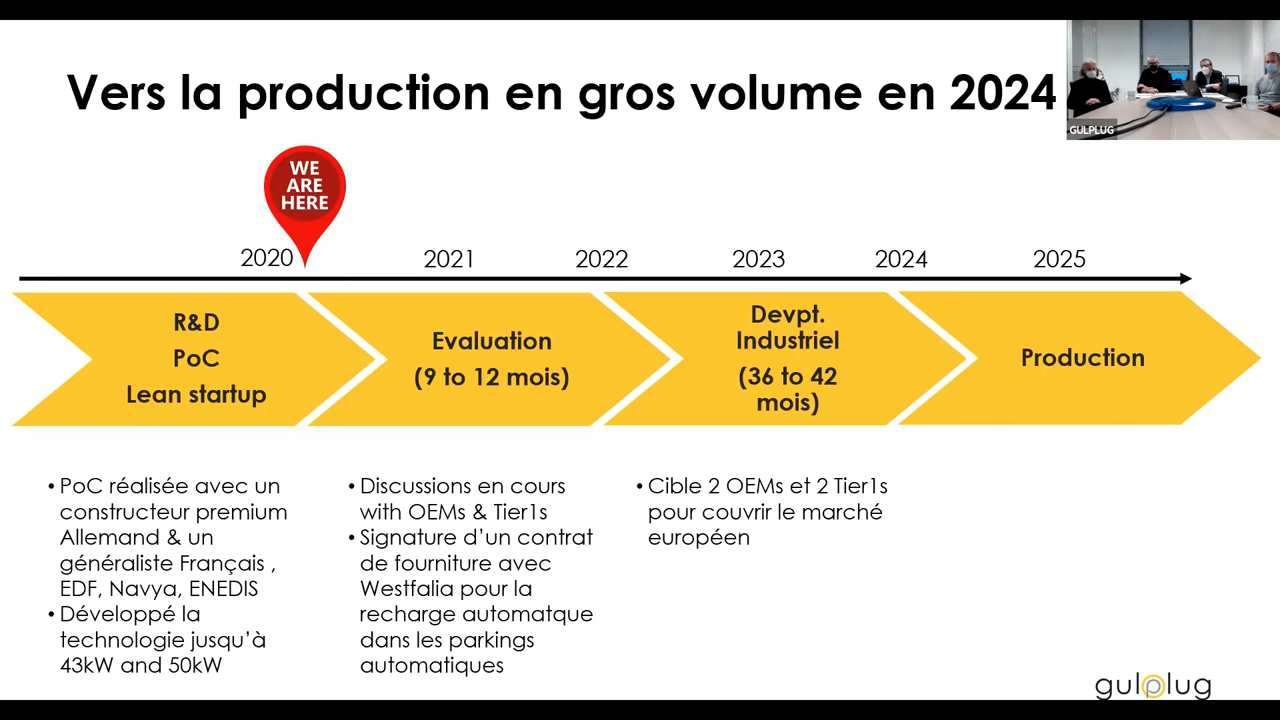 Vers la production en gros volume en 2024
GULPLUG
WE
ARE
HERE
2020
2021
2022
2023
2024
2025
R&D
PoC
Lean startup
Evaluation
(9 to 12 mois)
Devpt.
Industriel
(36 to 42
mois)
Production
• PoC réalisée avec un
constructeur premium
Allemand & un
généraliste Français ,
EDF, Navya, ENEDIS
• Développé la
technologie jusqu'à
43kW and 50kW
• Discussions en cours
with OEMs & Tier1s
• Signature d'un contrat
de fourniture avec
Westfalia pour la
recharge automatque
dans les parkings
automatiques
• Cible 2 OEMs et 2 Tier1s
pour couvrir le marché
européen
gulplug